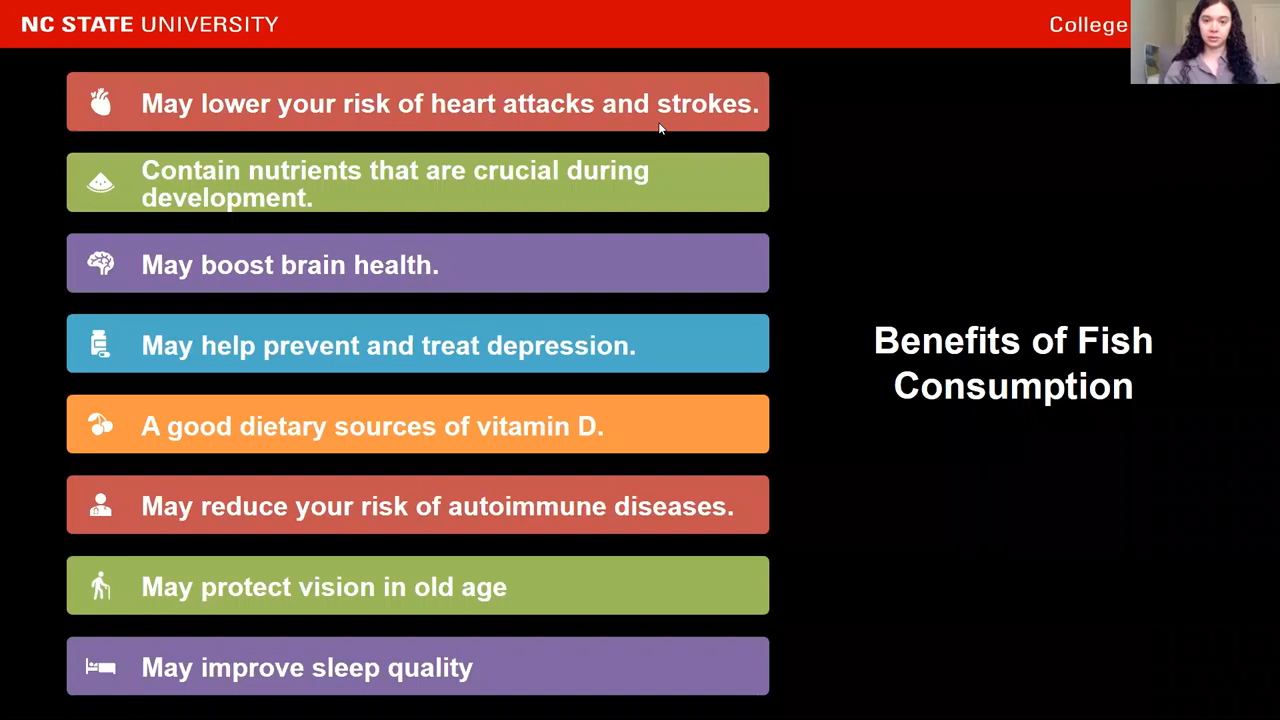 NC STATE UNIVERSITY
College
May lower your risk of heart attacks and strokes.
Contain nutrients that are crucial during
development.
May boost brain health.
May help prevent and treat depression.
A good dietary sources of vitamin D.
May reduce your risk of autoimmune diseases.
May protect vision in old age
May improve sleep quality
Benefits of Fish
Consumption